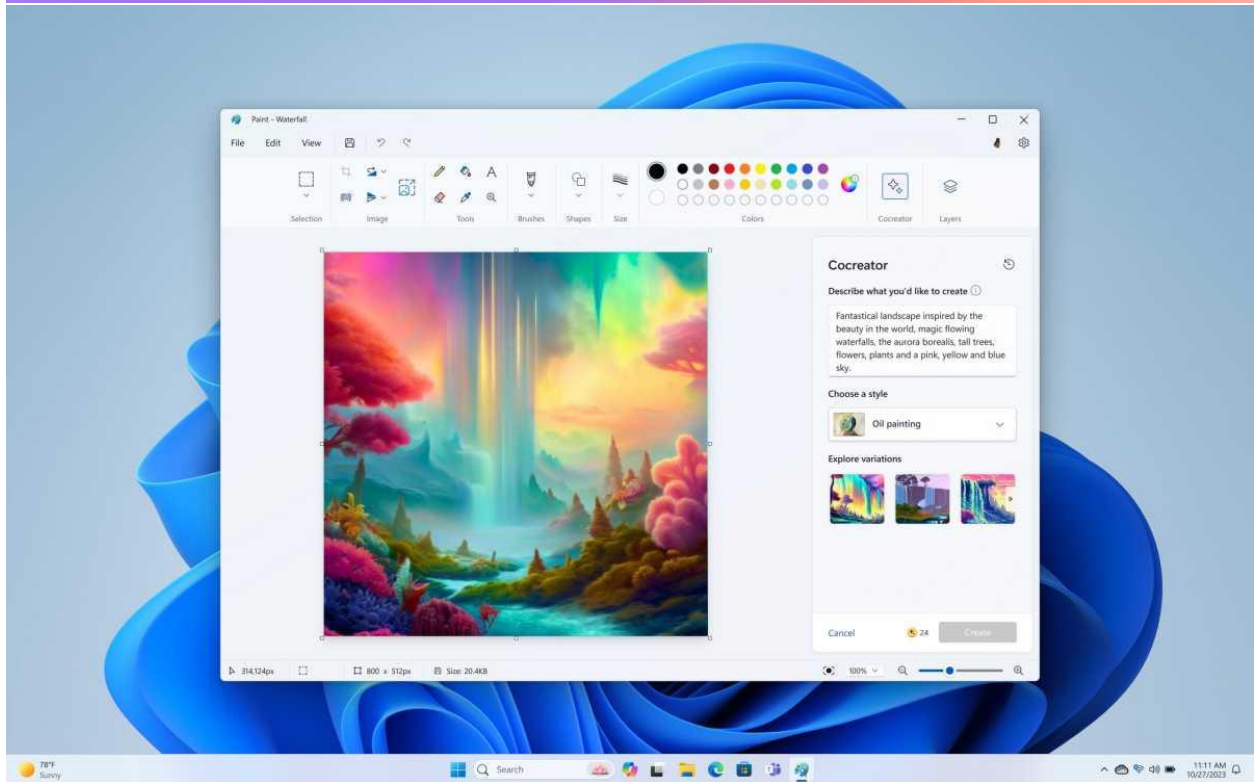 Paint - Waterfall
File Edit View
Selection Image Tools Brushes Shapes Size Colors Cocreator Layers
Cocreator
Describe what you'd like to create
Fantastical landscape inspired by the
beauty in the world, magic flowing
waterfalls, the aurora borealis, tall trees,
flowers, plants and a pink, yellow and blue
sky.
Choose a style
Oil painting
Explore variations
Cancel 24 Create
314,124px 800 x 512px Size: 20.4KB 100%
78°F
Sunny
Search
11:11 AM
10/27/2023